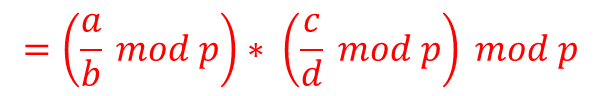 = (a/b mod p) * (c/d mod p) mod p